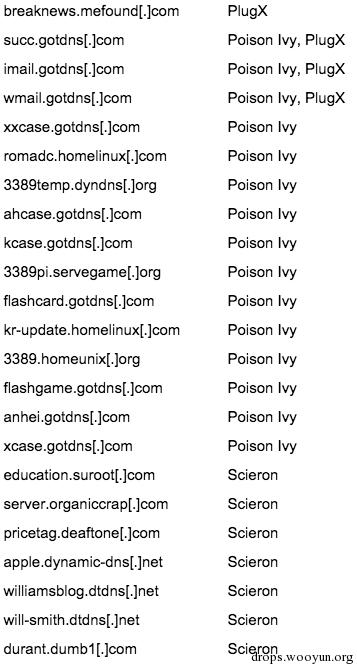 breaknews.mefound[.]com PlugX
succ.gotdns[.]com Poison Ivy, PlugX
imail.gotdns[.]com Poison Ivy, PlugX
wmail.gotdns[.]com Poison Ivy, PlugX
xxcase.gotdns[.]com Poison Ivy
romadc.homelinux[.]com Poison Ivy
3389temp.dyndns[.]org Poison Ivy
ahcase.gotdns[.]com Poison Ivy
kcase.gotdns[.]com Poison Ivy
3389pi.servegame[.]org Poison Ivy
flashcard.gotdns[.]com Poison Ivy
kr-update.homelinux[.]com Poison Ivy
3389.homeunix[.]org Poison Ivy
flashgame.gotdns[.]com Poison Ivy
anhei.gotdns[.]com Poison Ivy
xcase.gotdns[.]com Poison Ivy
education.suroot[.]com Scieron
server.organiccrap[.]com Scieron
pricetag.deaftone[.]com Scieron
apple.dynamic-dns[.]net Scieron
williamsblog.dtdns[.]net Scieron
will-smith.dtdns[.]net Scieron
durant.dumb1[.]com Scieron
drops.wooyun.org